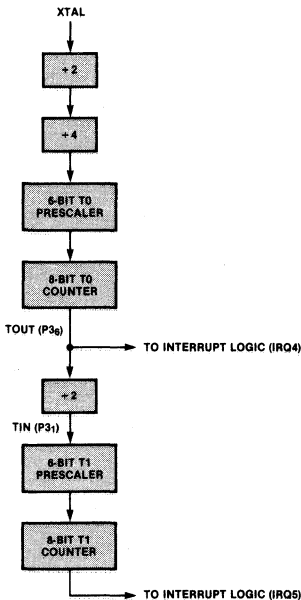 XTAL
÷2
÷4
6-BIT T0
PRESCALER
8-BIT T0
COUNTER
TOUT (P3₆)
TO INTERRUPT LOGIC (IRQ4)
÷2
TIN (P3₁)
6-BIT T1
PRESCALER
8-BIT T1
COUNTER
TO INTERRUPT LOGIC (IRQ5)